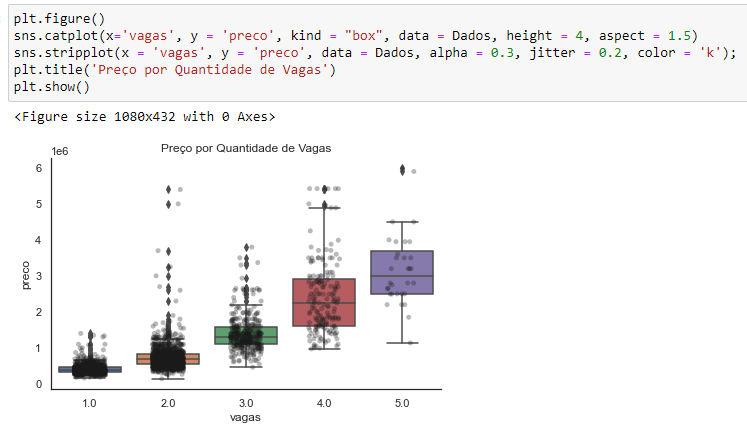 plt.figure()
sns.catplot(x='vagas', y = 'preco', kind = "box", data = Dados, height = 4, aspect = 1.5)
sns.stripplot(x = 'vagas', y = 'preco', data = Dados, alpha = 0.3, jitter = 0.2, color = 'k');
plt.title('Preço por Quantidade de Vagas')
plt.show()
<Figure size 1080x432 with 0 Axes>
Preço por Quantidade de Vagas
1e6
6
5
4
3
2
1
0
preco
1.0 2.0 3.0 4.0 5.0
vagas